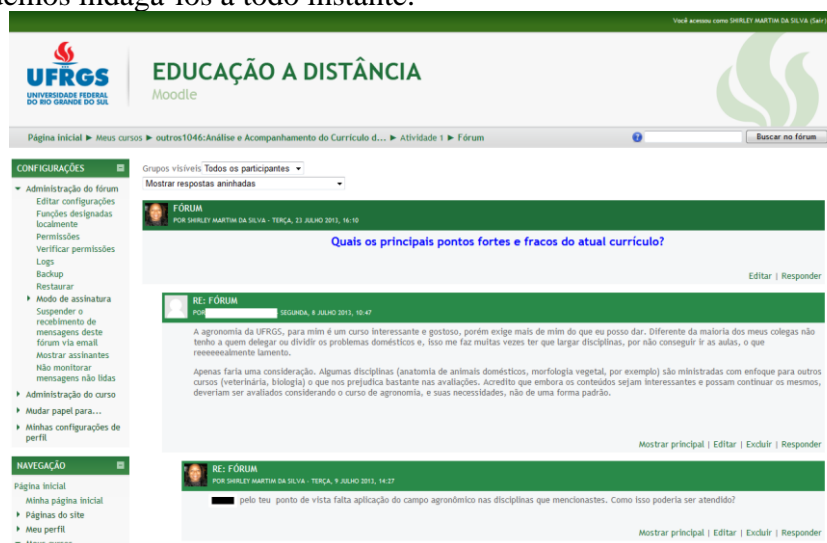 demos indagá-los a todo instante.
Você acessou como SHIRLEY MARTIM DA SILVA (Sair)
UFRGS
UNIVERSIDADE FEDERAL
DO RIO GRANDE DO SUL
EDUCAÇÃO A DISTÂNCIA
Moodle
Página inicial ► Meus cursos ► outros1046:Análise e Acompanhamento do Currículo d... ► Atividade 1 ► Fórum
Buscar no fórum
CONFIGURAÇÕES
Administração do fórum
Editar configurações
Funções designadas
localmente
Permissões
Verificar permissões
Logs
Backup
Restaurar
Modo de assinatura
Suspender o
recebimento de
mensagens deste
fórum via email
Mostrar assinantes
Não monitorar
mensagens não lidas
Administração do curso
Mudar papel para...
Minhas configurações de
perfil
NAVEGAÇÃO
Página inicial
Minha página inicial
Páginas do site
Meu perfil
Meus cursos
Grupos visíveis Todos os participantes
Mostrar respostas aninhadas
FÓRUM
POR SHIRLEY MARTIM DA SILVA - TERÇA, 23 JULHO 2013, 16:10
Quais os principais pontos fortes e fracos do atual currículo?
Editar | Responder
RE: FÓRUM
POR SEGUNDA, 8 JULHO 2013, 10:47
A agronomia da UFRGS, para mim é um curso interessante e gostoso, porém exige mais de mim do que eu posso dar. Diferente da maioria dos meus colegas não
tenho a quem delegar ou dividir os problemas domésticos e, isso me faz muitas vezes ter que largar disciplinas, por não conseguir ir as aulas, o que
reeeeealmente lamento.
Apenas faria uma consideração. Algumas disciplinas (anatomia de animais domésticos, morfologia vegetal, por exemplo) são ministradas com enfoque para outros
cursos (veterinária, biologia) o que nos prejudica bastante nas avaliações. Acredito que embora os conteúdos sejam interessantes e possam continuar os mesmos,
deveriam ser avaliados considerando o curso de agronomia, e suas necessidades, não de uma forma padrão.
Mostrar principal | Editar | Excluir | Responder
RE: FÓRUM
POR SHIRLEY MARTIM DA SILVA - TERÇA, 9 JULHO 2013, 14:27
pelo teu ponto de vista falta aplicação do campo agronômico nas disciplinas que mencionastes. Como isso poderia ser atendido?
Mostrar principal | Editar | Excluir | Responder